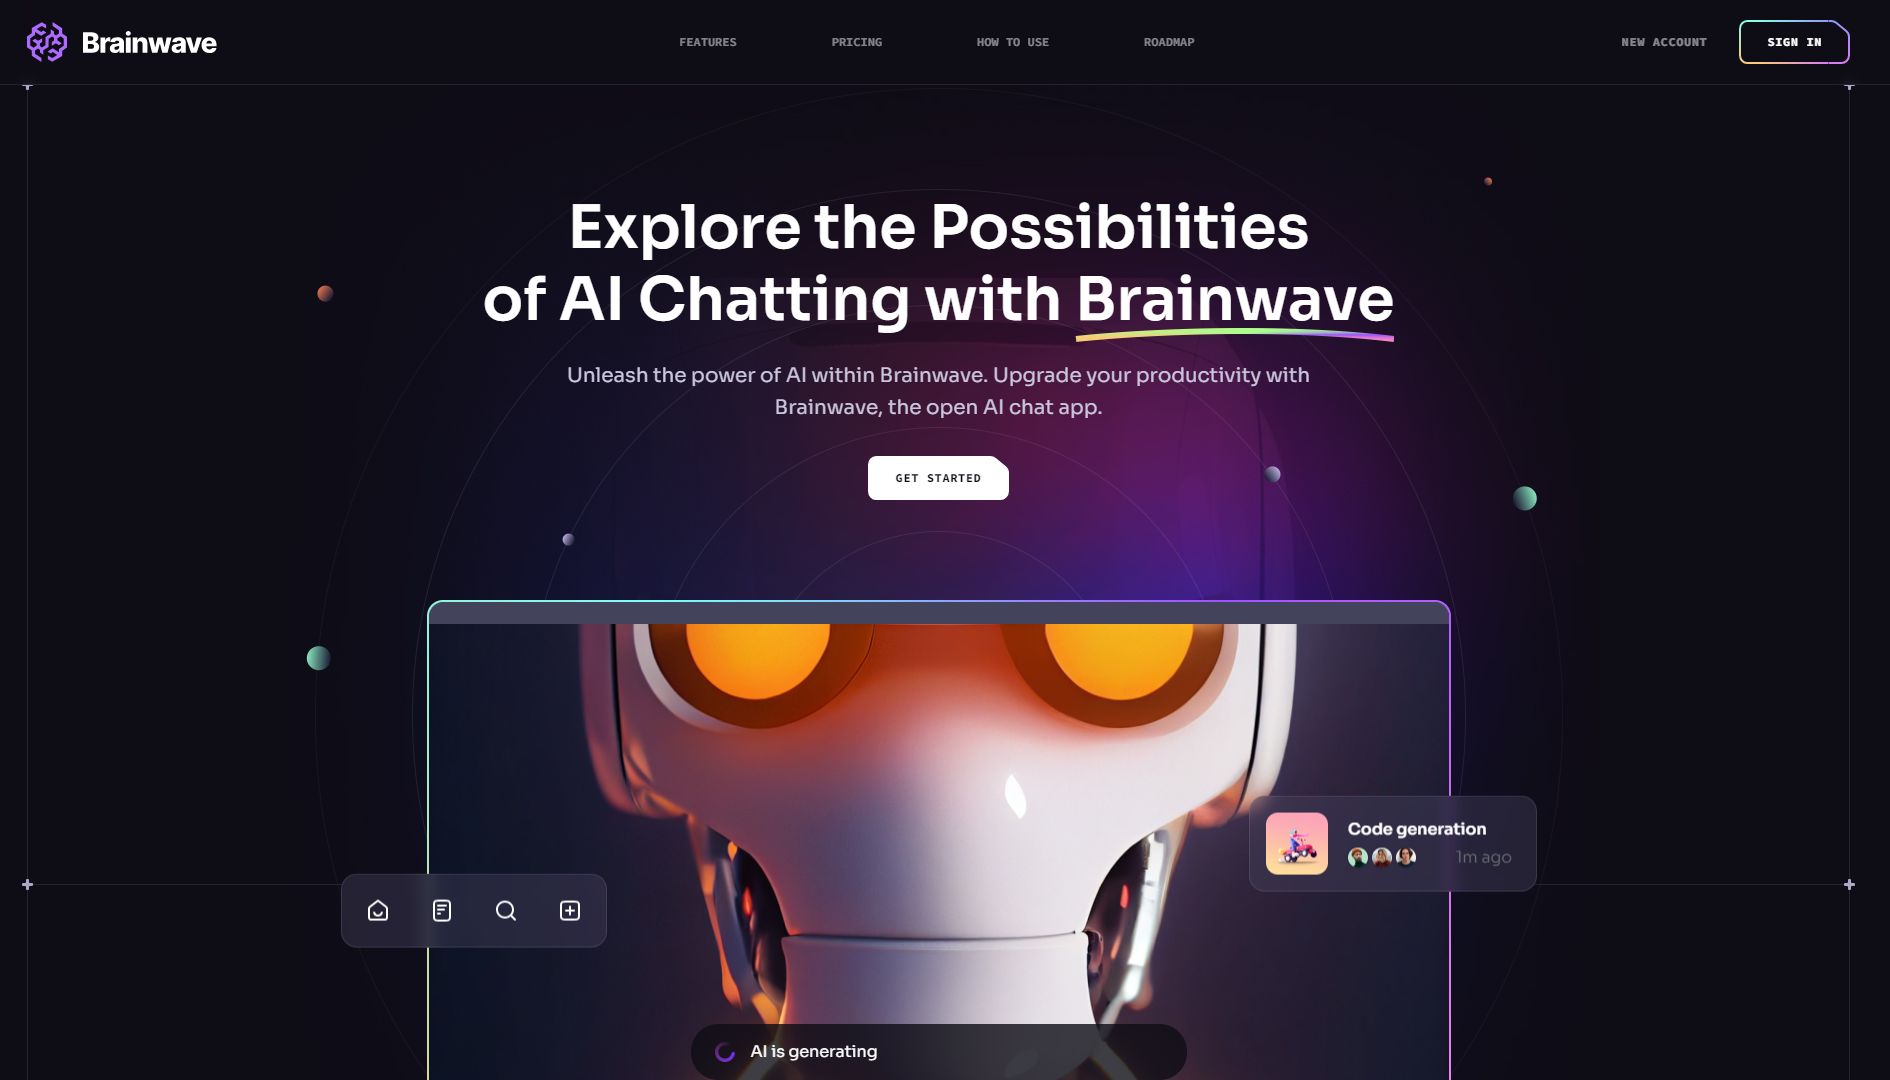 Brainwave
FEATURES
PRICING
HOW TO USE
ROADMAP
NEW ACCOUNT
SIGN IN
Explore the Possibilities
of AI Chatting with Brainwave
Unleash the power of AI within Brainwave. Upgrade your productivity with
Brainwave, the open AI chat app.
GET STARTED
Code generation
1m ago
AI is generating